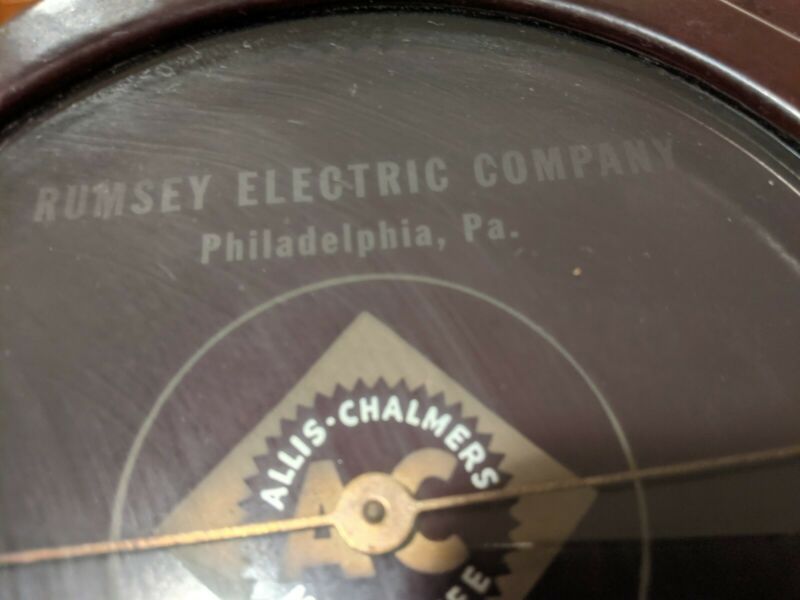 RUMSEY ELECTRIC COMPANY
Philadelphia, Pa.
ALLIS-CHALMERS
AC